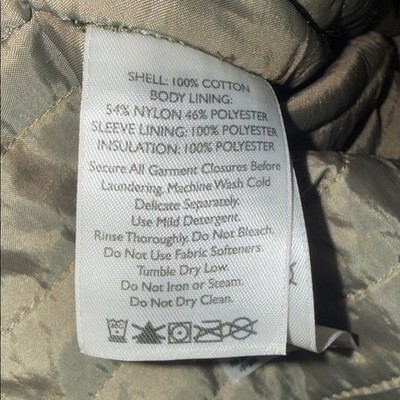 SHELL: 100% COTTON
BODY LINING:
54% NYLON 46% POLYESTER
SLEEVE LINING: 100% POLYESTER
INSULATION: 100% POLYESTER
Secure All Garment Closures Before
Laundering. Machine Wash Cold
Delicate Separately.
Use Mild Detergent.
Rinse Thoroughly. Do Not Bleach.
Do Not Use Fabric Softeners.
Tumble Dry Low.
Do Not Iron or Steam.
Do Not Dry Clean.